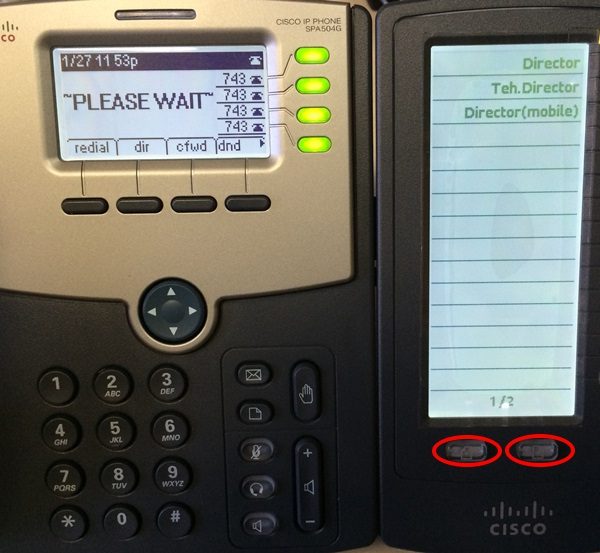 CISCO
CISCO IP PHONE
SPA504G
1/27 11 53p
743
743
~PLEASE WAIT~
743
743
redial dir cfwd dnd
Director
Teh.Director
Director(mobile)
1/2
1 2 ABC 3 DEF
4 GHI 5 JKL 6 MNO
7 PQRS 8 TUV 9 WXYZ
* 0 #
+
−
CISCO